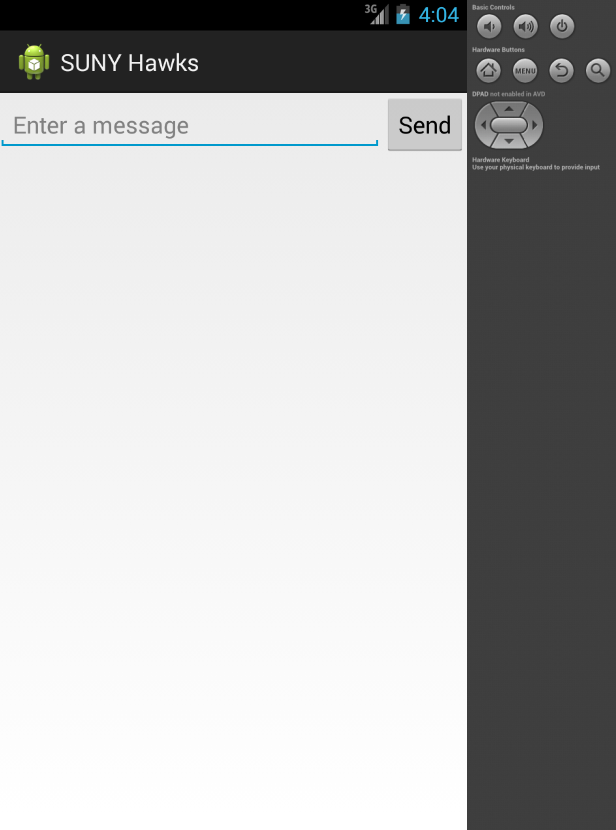 3G 4:04
SUNY Hawks
Enter a message Send
Basic Controls
Hardware Buttons
MENU
DPAD not enabled in AVD
Hardware Keyboard
Use your physical keyboard to provide input